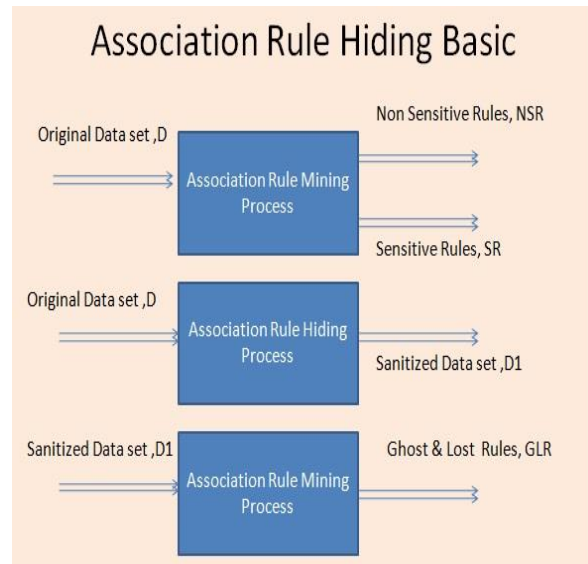 Association Rule Hiding Basic
Non Sensitive Rules, NSR
Original Data set ,D
Association Rule Mining
Process
Sensitive Rules, SR
Original Data set ,D
Association Rule Hiding
Process
Sanitized Data set ,D1
Sanitized Data set ,D1
Ghost & Lost Rules, GLR
Association Rule Mining
Process